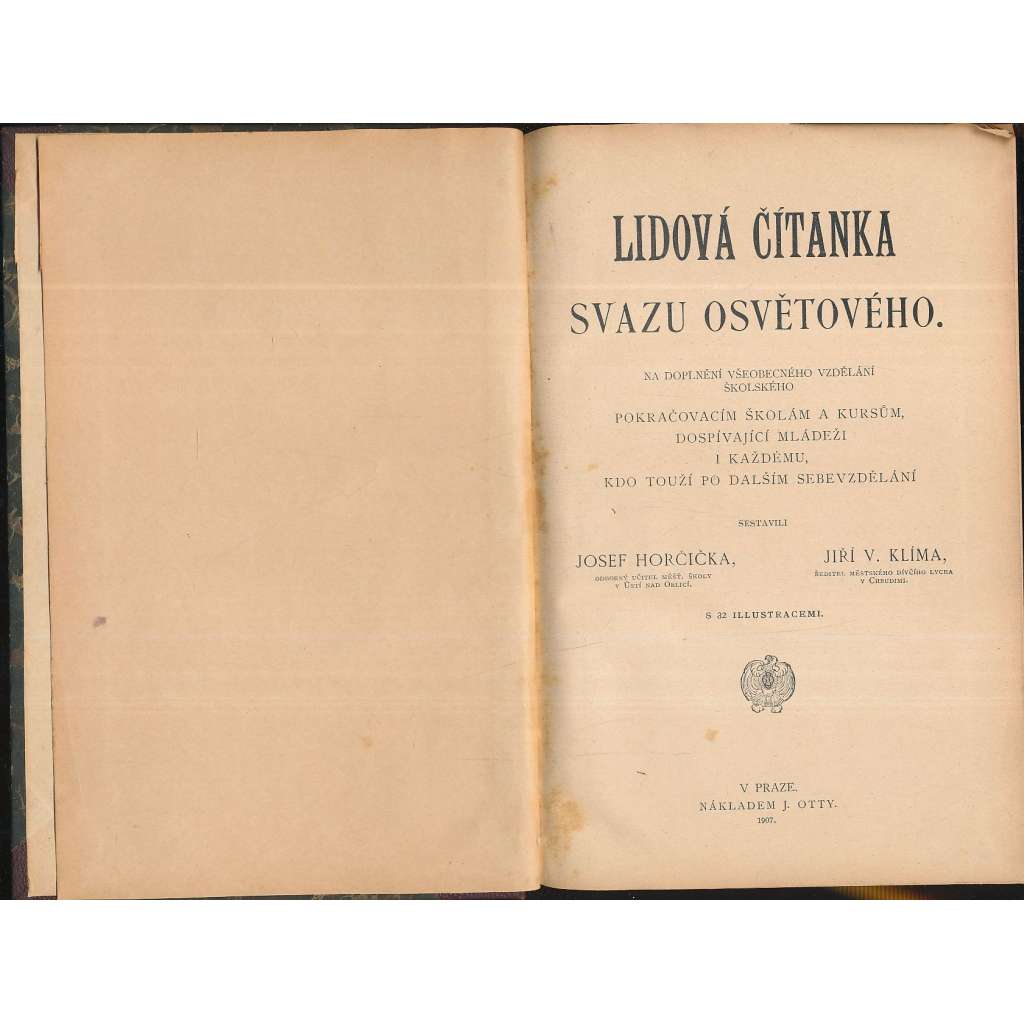 LIDOVÁ ČÍTANKA
SVAZU OSVĚTOVÉHO.
NA DOPLNĚNÍ VŠEOBECNÉHO VZDĚLÁNÍ
ŠKOLSKÉHO
POKRAČOVACÍM ŠKOLÁM A KURSŮM,
DOSPÍVAJÍCÍ MLÁDEŽI
I KAŽDÉMU,
KDO TOUŽÍ PO DALŠÍM SEBEVZDĚLÁNÍ
SESTAVILI
JOSEF HORČIČKA,
ODBORNÝ UČITEL MĚŠŤ. ŠKOLY
V ÚSTÍ NAD ORLICÍ.
JIŘÍ V. KLÍMA,
ŘEDITEL MĚSTSKÉHO DÍVČÍHO LYCEA
V CHRUDIMI.
S 32 ILLUSTRACEMI.
V PRAZE.
NÁKLADEM J. OTTY.
1907.